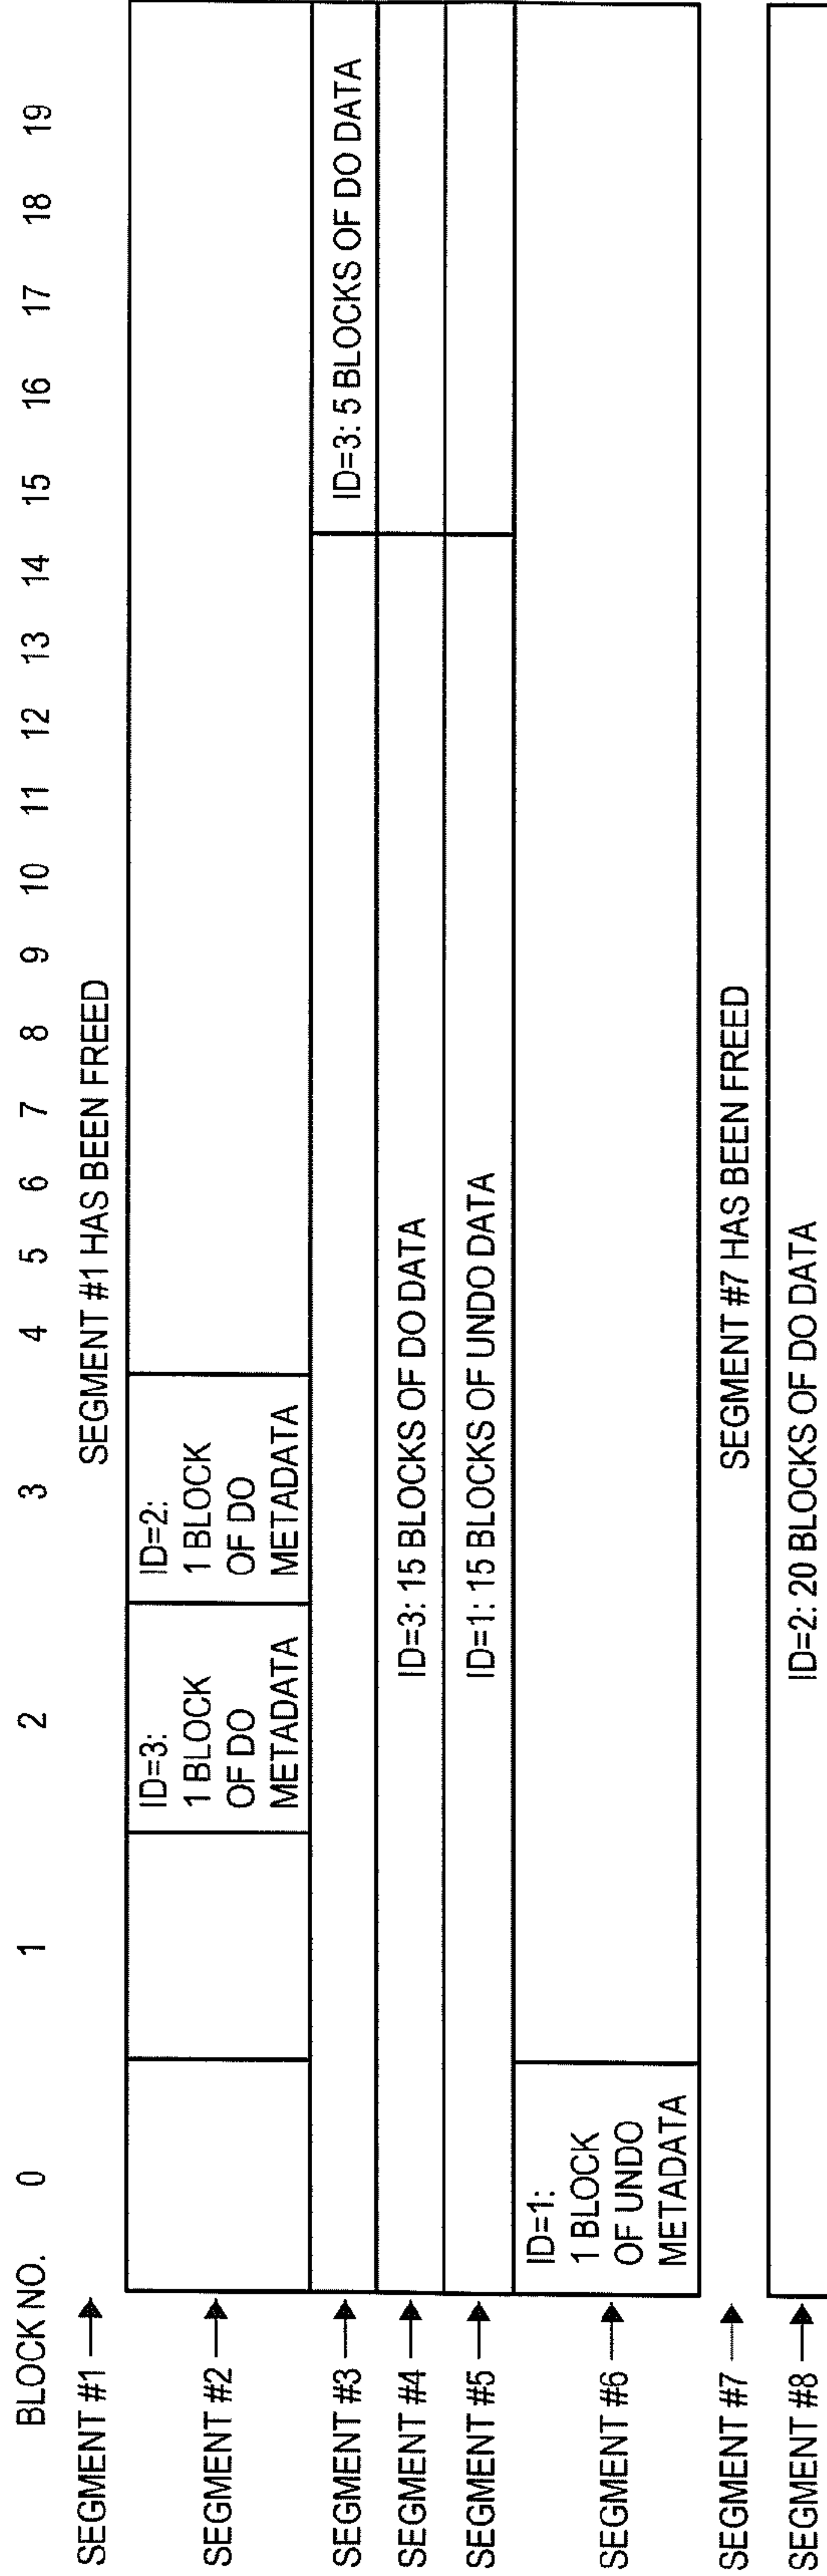 BLOCK NO. 0 1 2 3 4 5 6 7 8 9 10 11 12 13 14 15 16 17 18 19
SEGMENT #1 SEGMENT #1 HAS BEEN FREED
SEGMENT #2
ID=3:
1 BLOCK
OF DO
METADATA
ID=2:
1 BLOCK
OF DO
METADATA
SEGMENT #3 ID=3: 5 BLOCKS OF DO DATA
SEGMENT #4 ID=3: 15 BLOCKS OF DO DATA
SEGMENT #5 ID=1: 15 BLOCKS OF UNDO DATA
SEGMENT #6
ID=1:
1 BLOCK
OF UNDO
METADATA
SEGMENT #7 SEGMENT #7 HAS BEEN FREED
SEGMENT #8 ID=2: 20 BLOCKS OF DO DATA